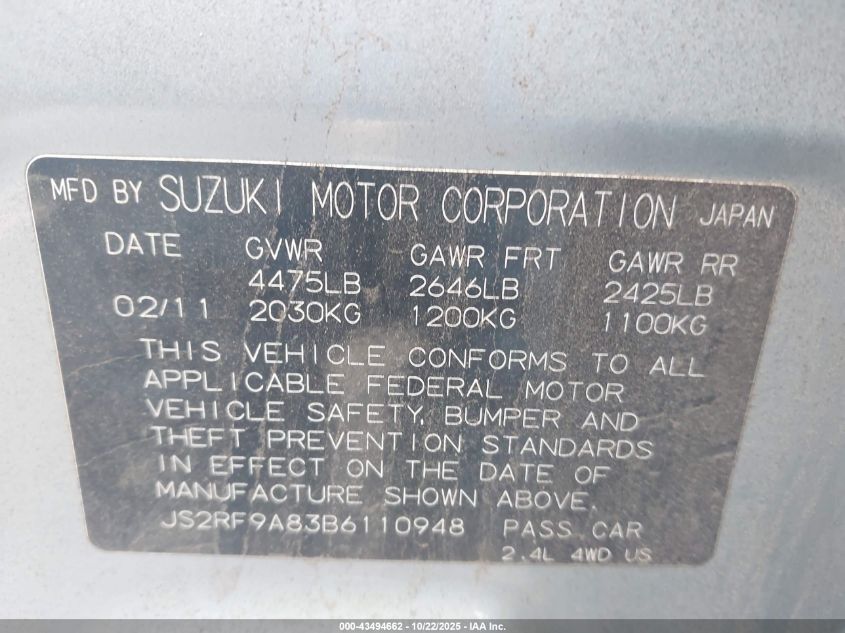 MFD BY SUZUKI MOTOR CORPORATION JAPAN
DATE GVWR GAWR FRT GAWR RR
4475LB 2646LB 2425LB
02/11 2030KG 1200KG 1100KG
THIS VEHICLE CONFORMS TO ALL
APPLICABLE FEDERAL MOTOR
VEHICLE SAFETY, BUMPER AND
THEFT PREVENTION STANDARDS
IN EFFECT ON THE DATE OF
MANUFACTURE SHOWN ABOVE.
JS2RF9A83B6110948 PASS CAR
2.4L 4WD US
000-43494662 - 10/22/2025 - IAA Inc.